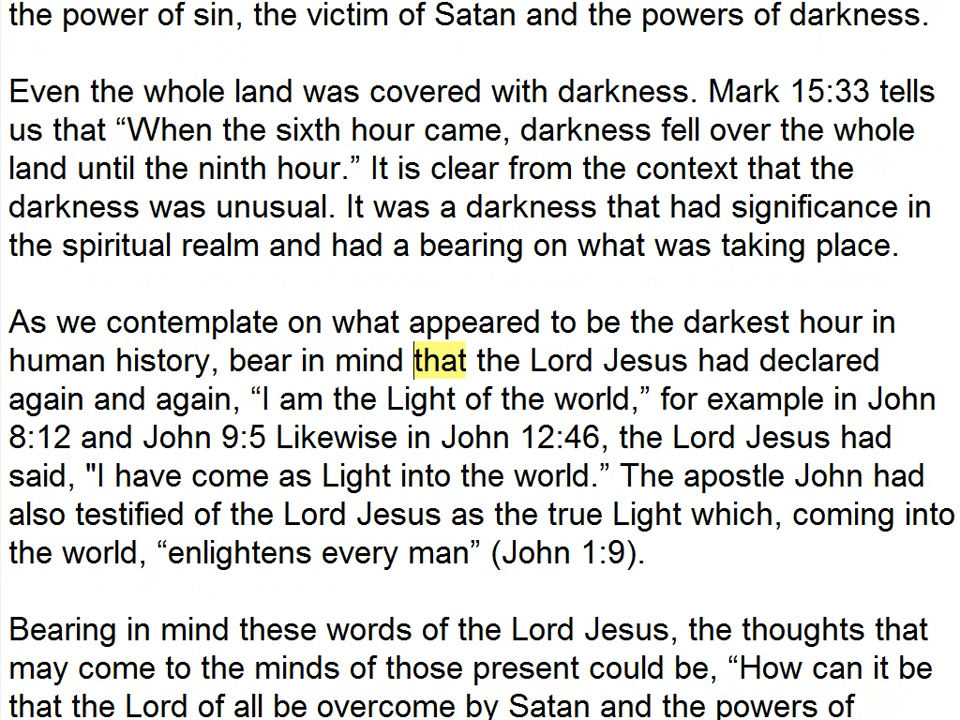 the power of sin, the victim of Satan and the powers of darkness.
Even the whole land was covered with darkness. Mark 15:33 tells
us that “When the sixth hour came, darkness fell over the whole
land until the ninth hour.” It is clear from the context that the
darkness was unusual. It was a darkness that had significance in
the spiritual realm and had a bearing on what was taking place.
As we contemplate on what appeared to be the darkest hour in
human history, bear in mind that the Lord Jesus had declared
again and again, “I am the Light of the world,” for example in John
8:12 and John 9:5 Likewise in John 12:46, the Lord Jesus had
said, "I have come as Light into the world.” The apostle John had
also testified of the Lord Jesus as the true Light which, coming into
the world, “enlightens every man” (John 1:9).
Bearing in mind these words of the Lord Jesus, the thoughts that
may come to the minds of those present could be, “How can it be
that the Lord of all be overcome by Satan and the powers of